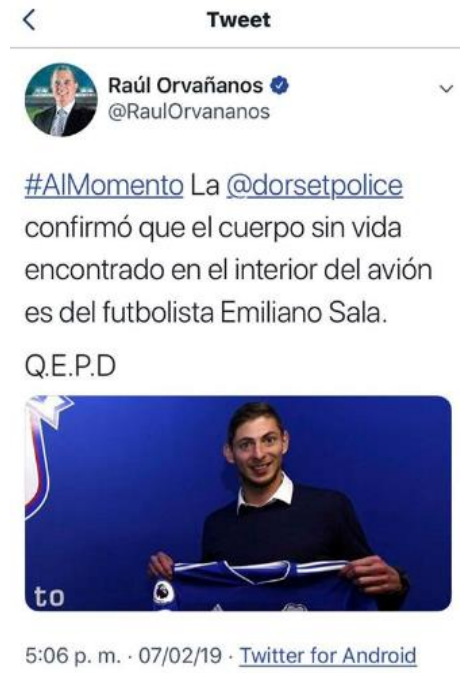 Tweet
Raúl Orvañanos
@RaulOrvananos
#AlMomento La @dorsetpolice
confirmó que el cuerpo sin vida
encontrado en el interior del avión
es del futbolista Emiliano Sala.
Q.E.P.D
to
5:06 p. m. · 07/02/19 · Twitter for Android